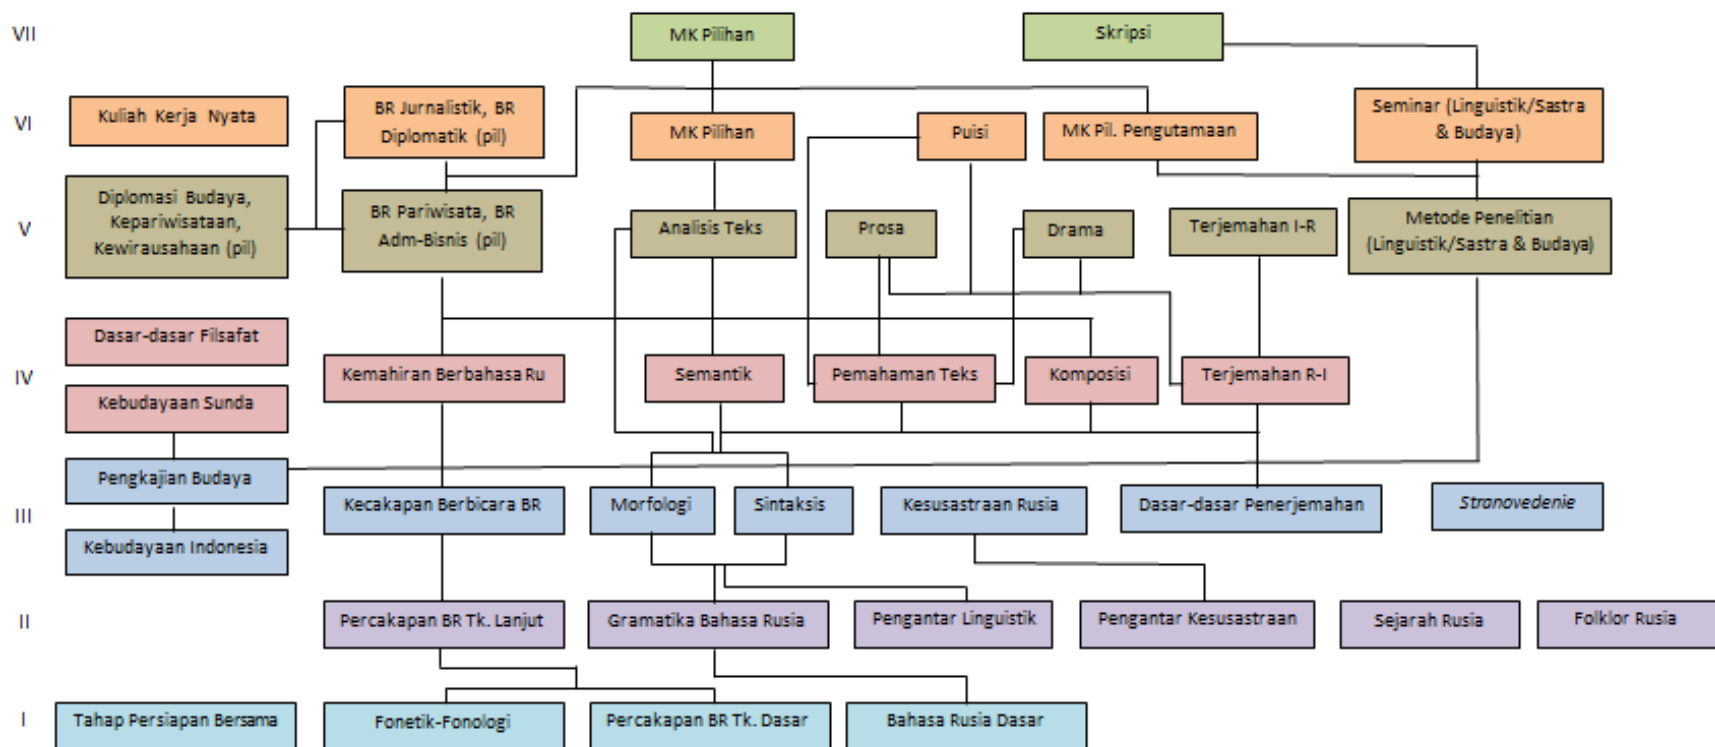 VII
MK Pilihan
Skripsi
VI
Kuliah Kerja Nyata
BR Jurnalistik, BR
Diplomatik (pil)
MK Pilihan
Puisi
MK Pil. Pengutamaan
Seminar (Linguistik/Sastra
& Budaya)
V
Diplomasi Budaya,
Kepariwisataan,
Kewirausahaan (pil)
BR Pariwisata, BR
Adm-Bisnis (pil)
Analisis Teks
Prosa
Drama
Terjemahan I-R
Metode Penelitian
(Linguistik/Sastra & Budaya)
IV
Dasar-dasar Filsafat
Kebudayaan Sunda
Kemahiran Berbahasa Ru
Semantik
Pemahaman Teks
Komposisi
Terjemahan R-I
III
Pengkajian Budaya
Kebudayaan Indonesia
Kecakapan Berbicara BR
Morfologi
Sintaksis
Kesusastraan Rusia
Dasar-dasar Penerjemahan
Stranovedenie
II
Percakapan BR Tk. Lanjut
Gramatika Bahasa Rusia
Pengantar Linguistik
Pengantar Kesusastraan
Sejarah Rusia
Folklor Rusia
I
Tahap Persiapan Bersama
Fonetik-Fonologi
Percakapan BR Tk. Dasar
Bahasa Rusia Dasar